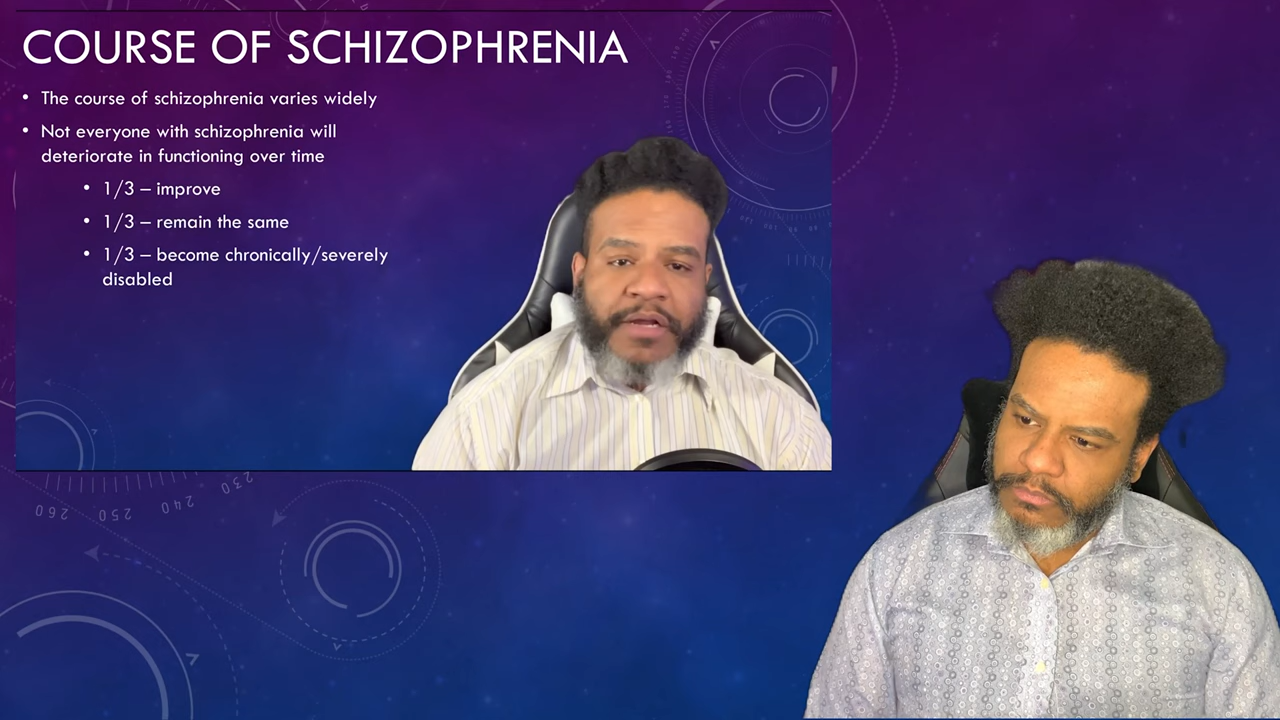 COURSE OF SCHIZOPHRENIA
• The course of schizophrenia varies widely
• Not everyone with schizophrenia will
deteriorate in functioning over time
• 1/3 – improve
• 1/3 – remain the same
• 1/3 – become chronically/severely
disabled
260 250 240 230